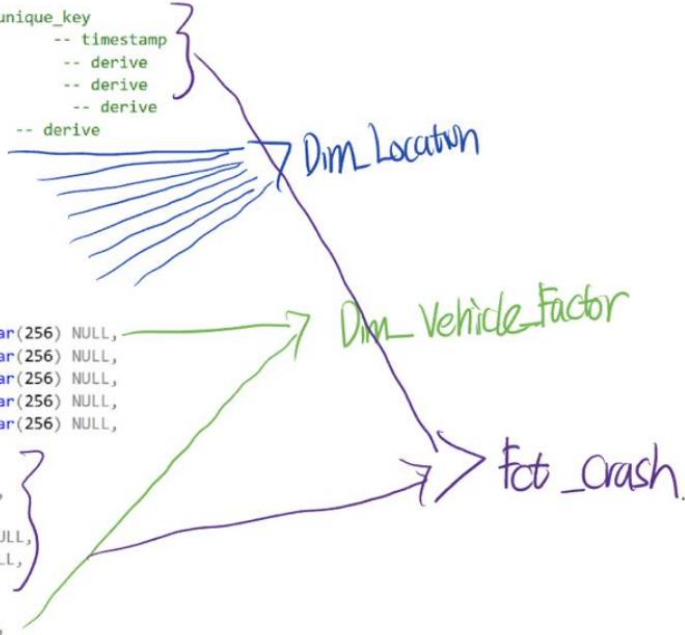 unique_key
-- timestamp
-- derive
-- derive
-- derive
-- derive
Dim_Location
Dim_Vehicle_Factor
ar(256) NULL,
ar(256) NULL,
ar(256) NULL,
ar(256) NULL,
ar(256) NULL,
Fct_Crash.
ULL,
LL,